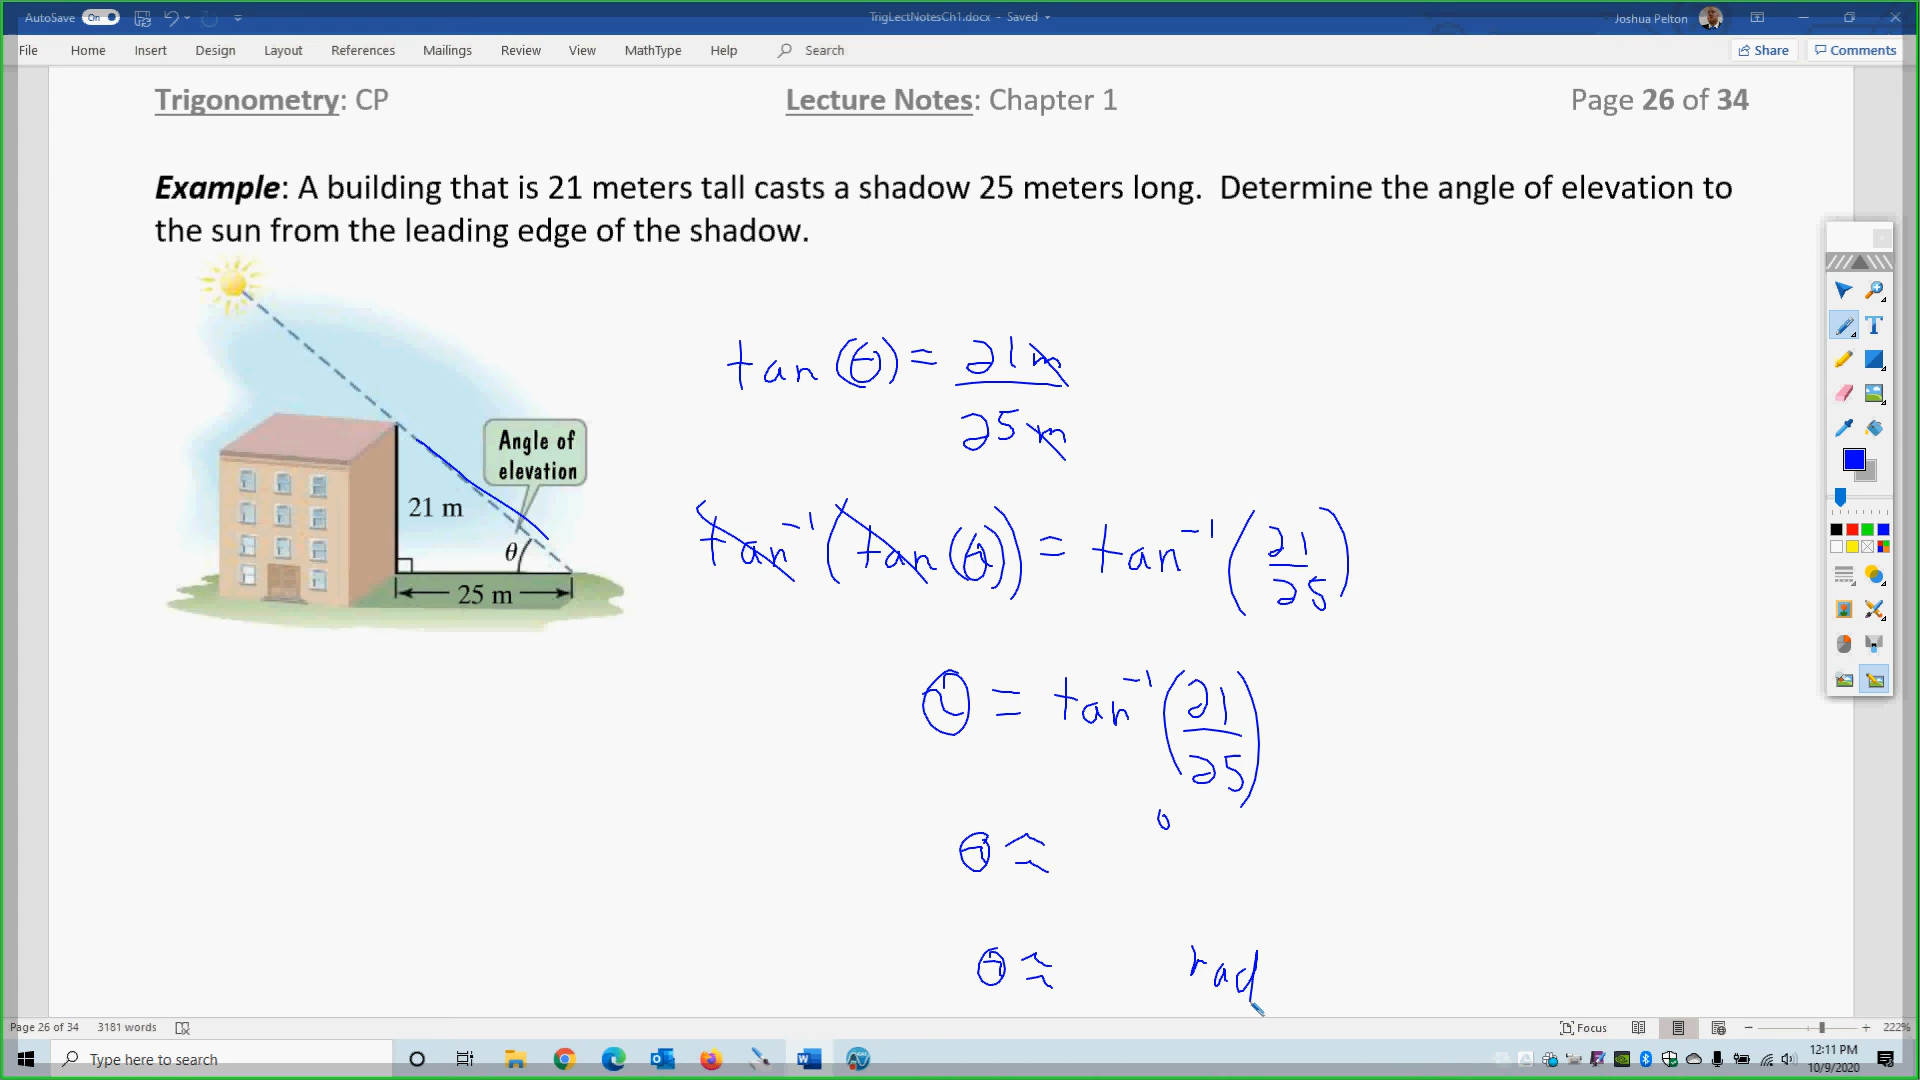 AutoSave On TrigLectNotesCh1.docx - Saved Joshua Pelton
File Home Insert Design Layout References Mailings Review View MathType Help Search Share Comments
Trigonometry: CP Lecture Notes: Chapter 1 Page 26 of 34
Example: A building that is 21 meters tall casts a shadow 25 meters long. Determine the angle of elevation to
the sun from the leading edge of the shadow.
Angle of
elevation
21 m
θ
25 m
tan (θ) = 21m
25m
tan⁻¹(tan(θ)) = tan⁻¹(21
25)
θ = tan⁻¹(21
25)
θ ≈ °
θ ≈ rad
Page 26 of 34 3181 words Focus 222%
Type here to search
12:11 PM
10/9/2020